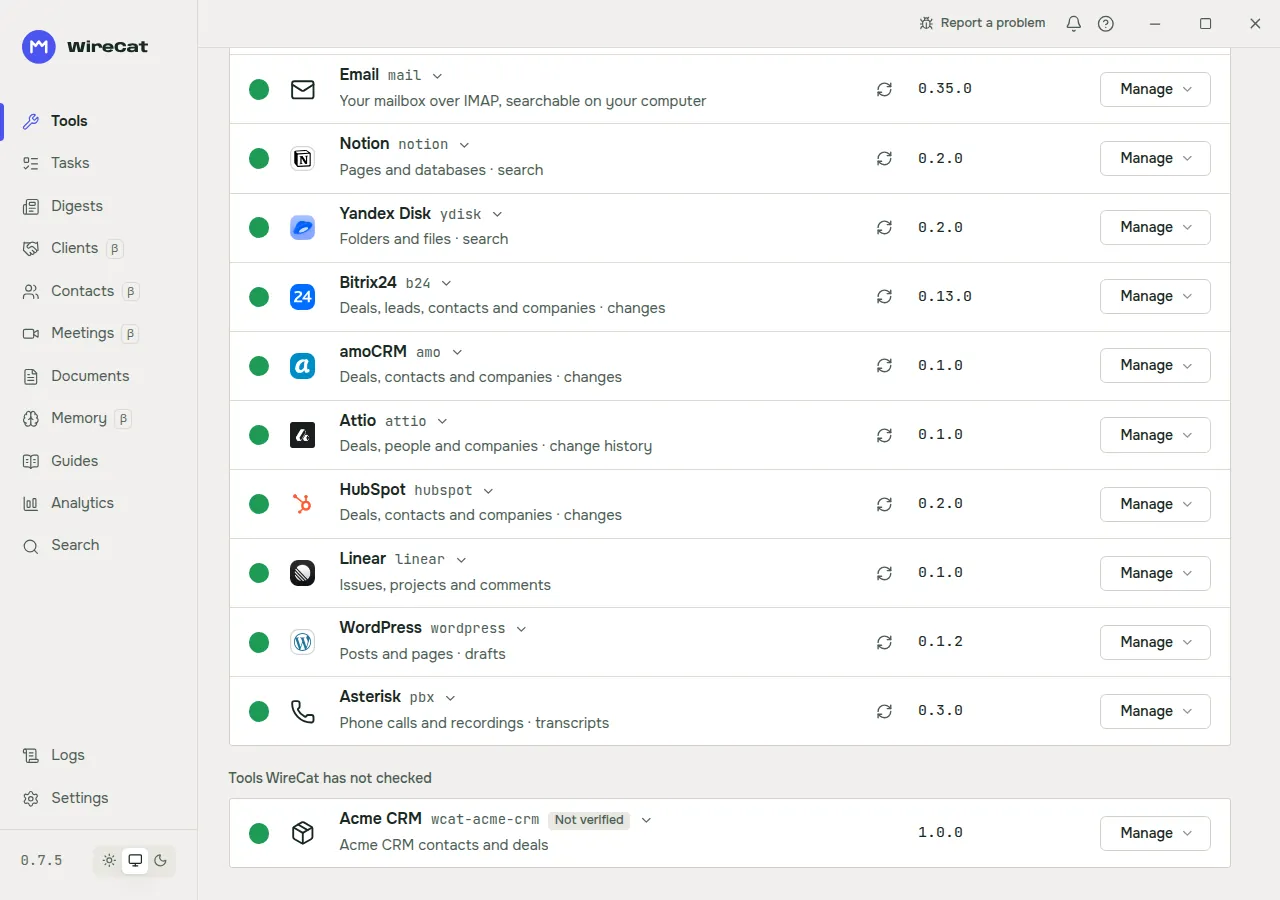 WireCat
Report a problem
Tools
Tasks
Digests
Clients β
Contacts β
Meetings β
Documents
Memory β
Guides
Analytics
Search
Logs
Settings
0.7.5
Email mail
Your mailbox over IMAP, searchable on your computer
0.35.0
Manage
Notion notion
Pages and databases · search
0.2.0
Manage
Yandex Disk ydisk
Folders and files · search
0.2.0
Manage
24
Bitrix24 b24
Deals, leads, contacts and companies · changes
0.13.0
Manage
amoCRM amo
Deals, contacts and companies · changes
0.1.0
Manage
Attio attio
Deals, people and companies · change history
0.1.0
Manage
HubSpot hubspot
Deals, contacts and companies · changes
0.2.0
Manage
Linear linear
Issues, projects and comments
0.1.0
Manage
WordPress wordpress
Posts and pages · drafts
0.1.2
Manage
Asterisk pbx
Phone calls and recordings · transcripts
0.3.0
Manage
Tools WireCat has not checked
Acme CRM wcat-acme-crm Not verified
Acme CRM contacts and deals
1.0.0
Manage